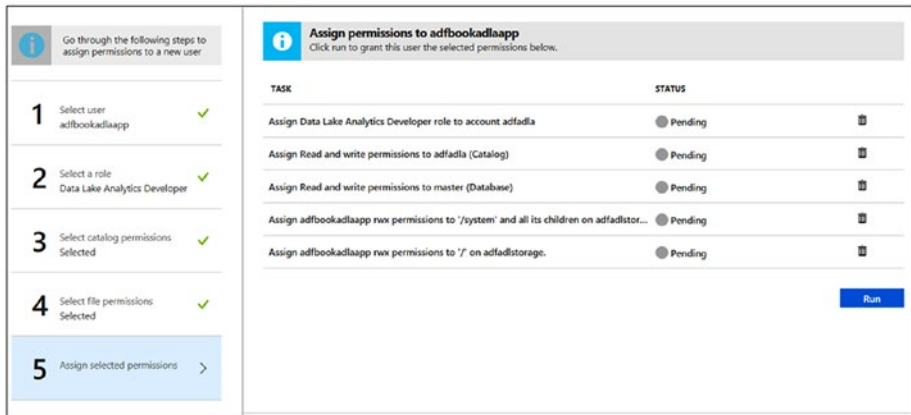 Go through the following steps to
assign permissions to a new user
1
Select user
adfbookadlaapp
2
Select a role
Data Lake Analytics Developer
3
Select catalog permissions
Selected
4
Select file permissions
Selected
5
Assign selected permissions
Assign permissions to adfbookadlaapp
Click run to grant this user the selected permissions below.
TASK STATUS
Assign Data Lake Analytics Developer role to account adfadla Pending
Assign Read and write permissions to adfadla (Catalog) Pending
Assign Read and write permissions to master (Database) Pending
Assign adfbookadlaapp rwx permissions to '/system' and all its children on adfadlstor... Pending
Assign adfbookadlaapp rwx permissions to '/' on adfadlstorage. Pending
Run